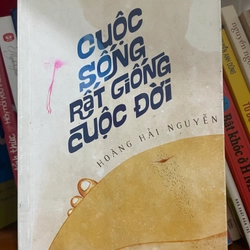 CUỘC
SỐNG
RẤT GIỐNG
CUỘC ĐỜI
HOÀNG HẢI NGUYỄN